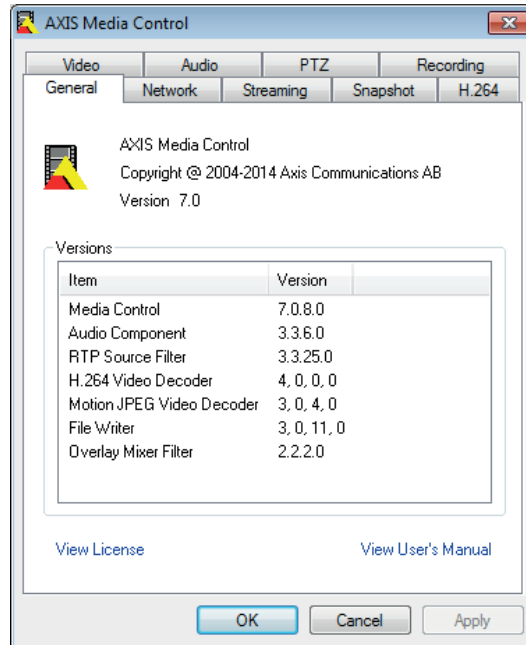 AXIS Media Control
Video Audio PTZ Recording
General Network Streaming Snapshot H.264
AXIS Media Control
Copyright @ 2004-2014 Axis Communications AB
Version 7.0
Versions
Item Version
Media Control 7.0.8.0
Audio Component 3.3.6.0
RTP Source Filter 3.3.25.0
H.264 Video Decoder 4, 0, 0, 0
Motion JPEG Video Decoder 3, 0, 4, 0
File Writer 3, 0, 11, 0
Overlay Mixer Filter 2.2.2.0
View License View User's Manual
OK Cancel Apply